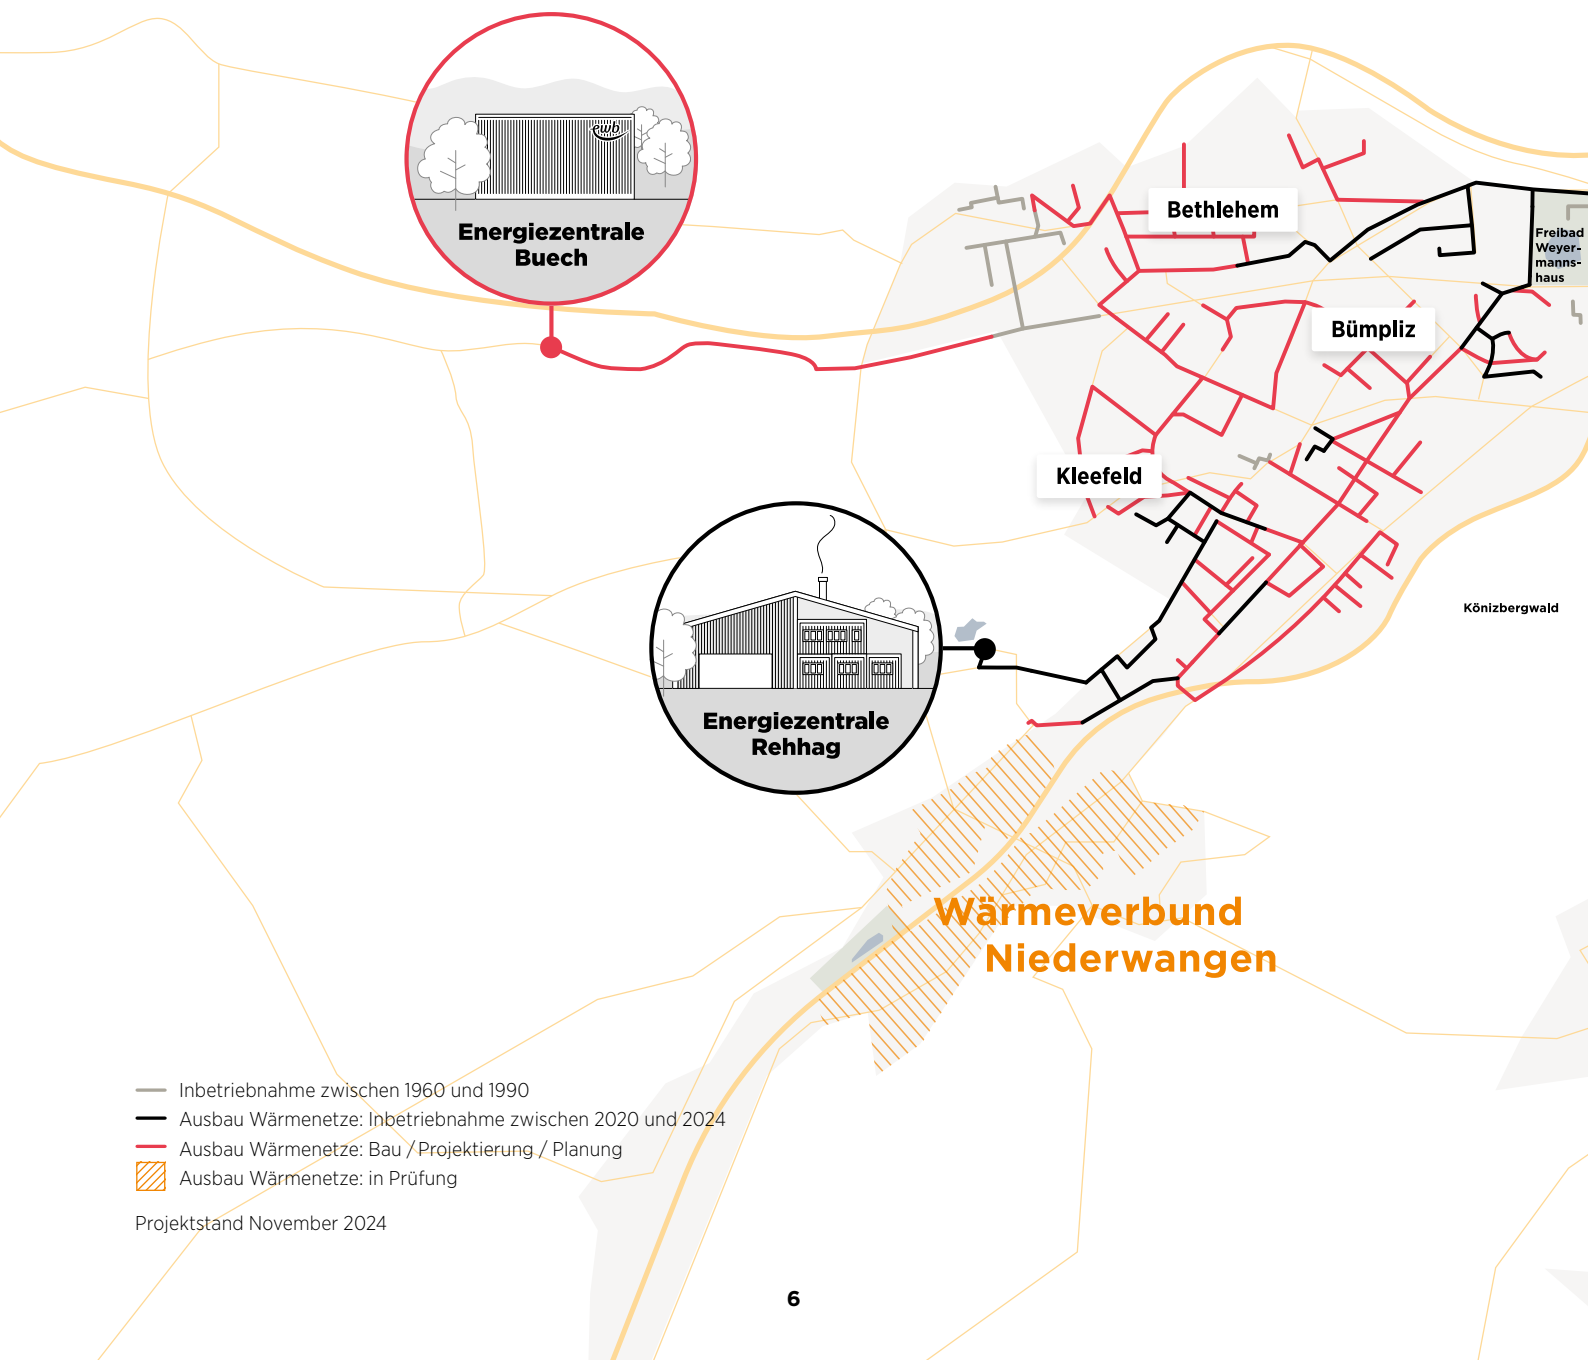 ewb
Energiezentrale
Buech
Bethlehem
Freibad
Weyer-
manns-
haus
Bümpliz
Kleefeld
Könizbergwald
Energiezentrale
Rehhag
Wärmeverbund
Niederwangen
Inbetriebnahme zwischen 1960 und 1990
Ausbau Wärmenetze: Inbetriebnahme zwischen 2020 und 2024
Ausbau Wärmenetze: Bau / Projektierung / Planung
Ausbau Wärmenetze: in Prüfung
Projektstand November 2024
6